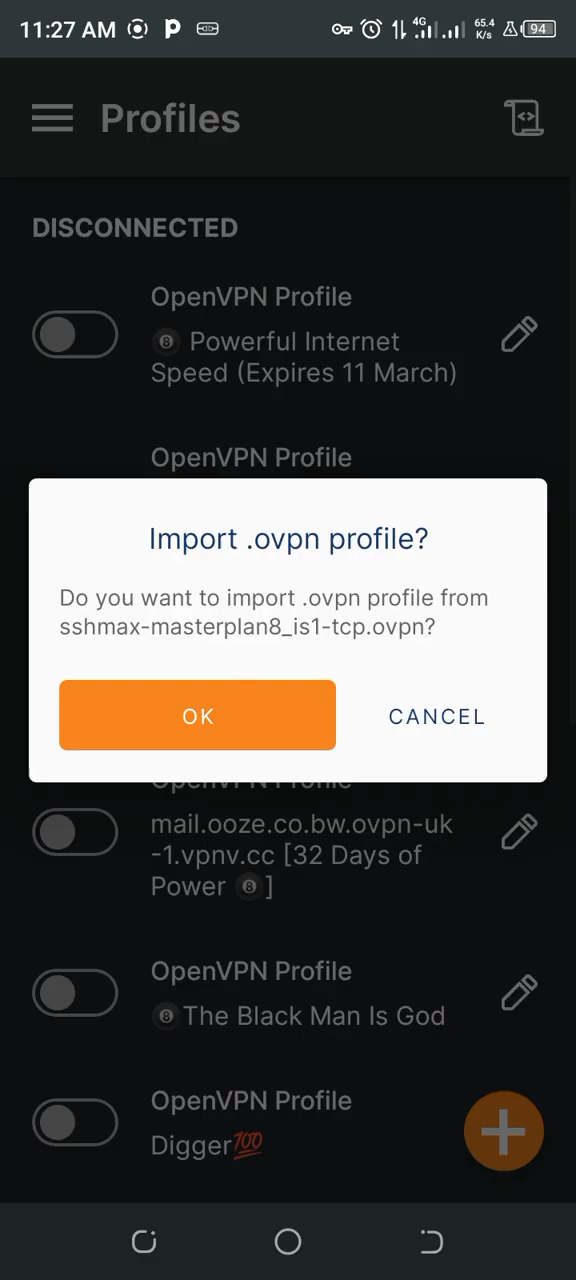 11:27 AM
4G
65.4
K/s
94
Profiles
DISCONNECTED
OpenVPN Profile
🎱 Powerful Internet
Speed (Expires 11 March)
OpenVPN Profile
Import .ovpn profile?
Do you want to import .ovpn profile from
sshmax-masterplan8_is1-tcp.ovpn?
OK
CANCEL
OpenVPN Profile
mail.ooze.co.bw.ovpn-uk
-1.vpnv.cc [32 Days of
Power 🎱]
OpenVPN Profile
🎱The Black Man Is God
OpenVPN Profile
Digger💯